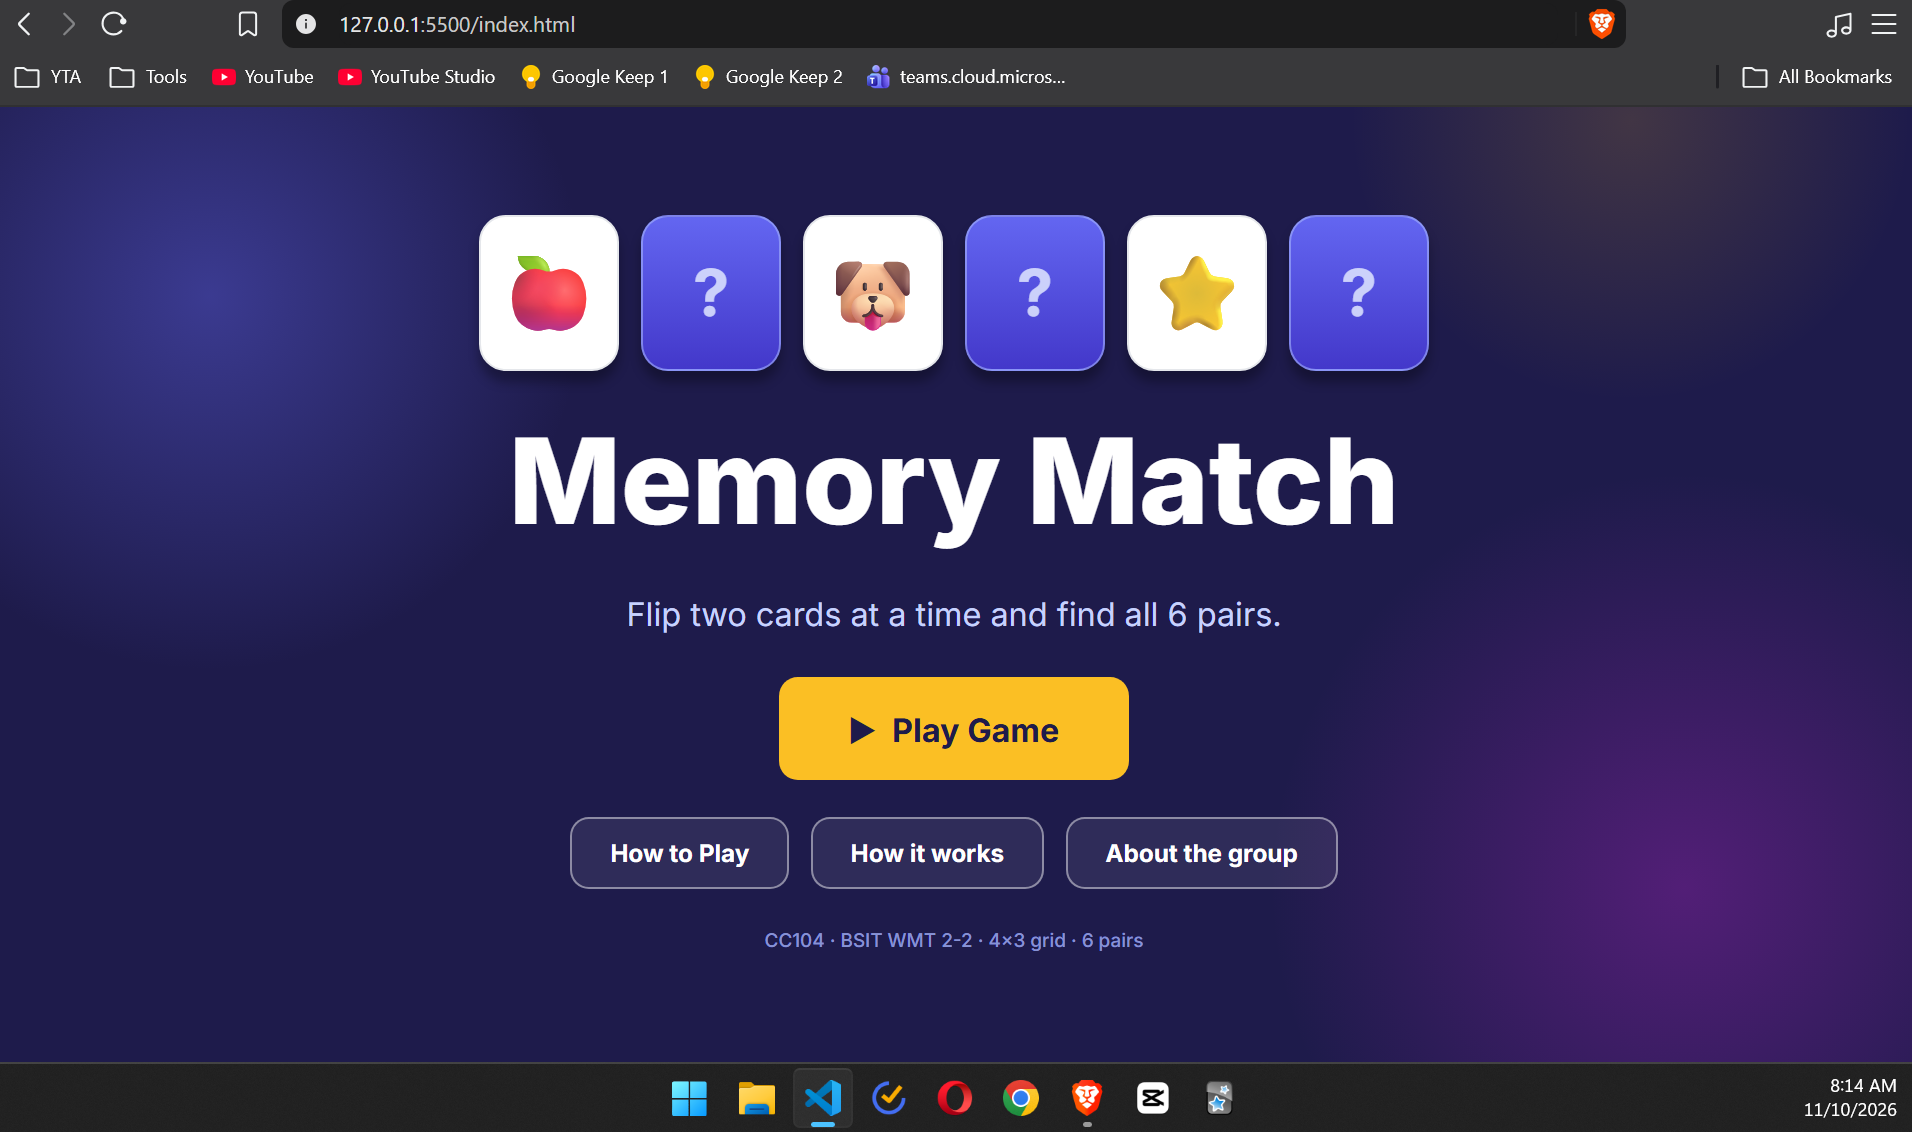 127.0.0.1:5500/index.html
YTA
Tools
YouTube
YouTube Studio
Google Keep 1
Google Keep 2
teams.cloud.micros...
All Bookmarks
?
?
?
Memory Match
Flip two cards at a time and find all 6 pairs.
▶ Play Game
How to Play
How it works
About the group
CC104 · BSIT WMT 2-2 · 4×3 grid · 6 pairs
8:14 AM
11/10/2026